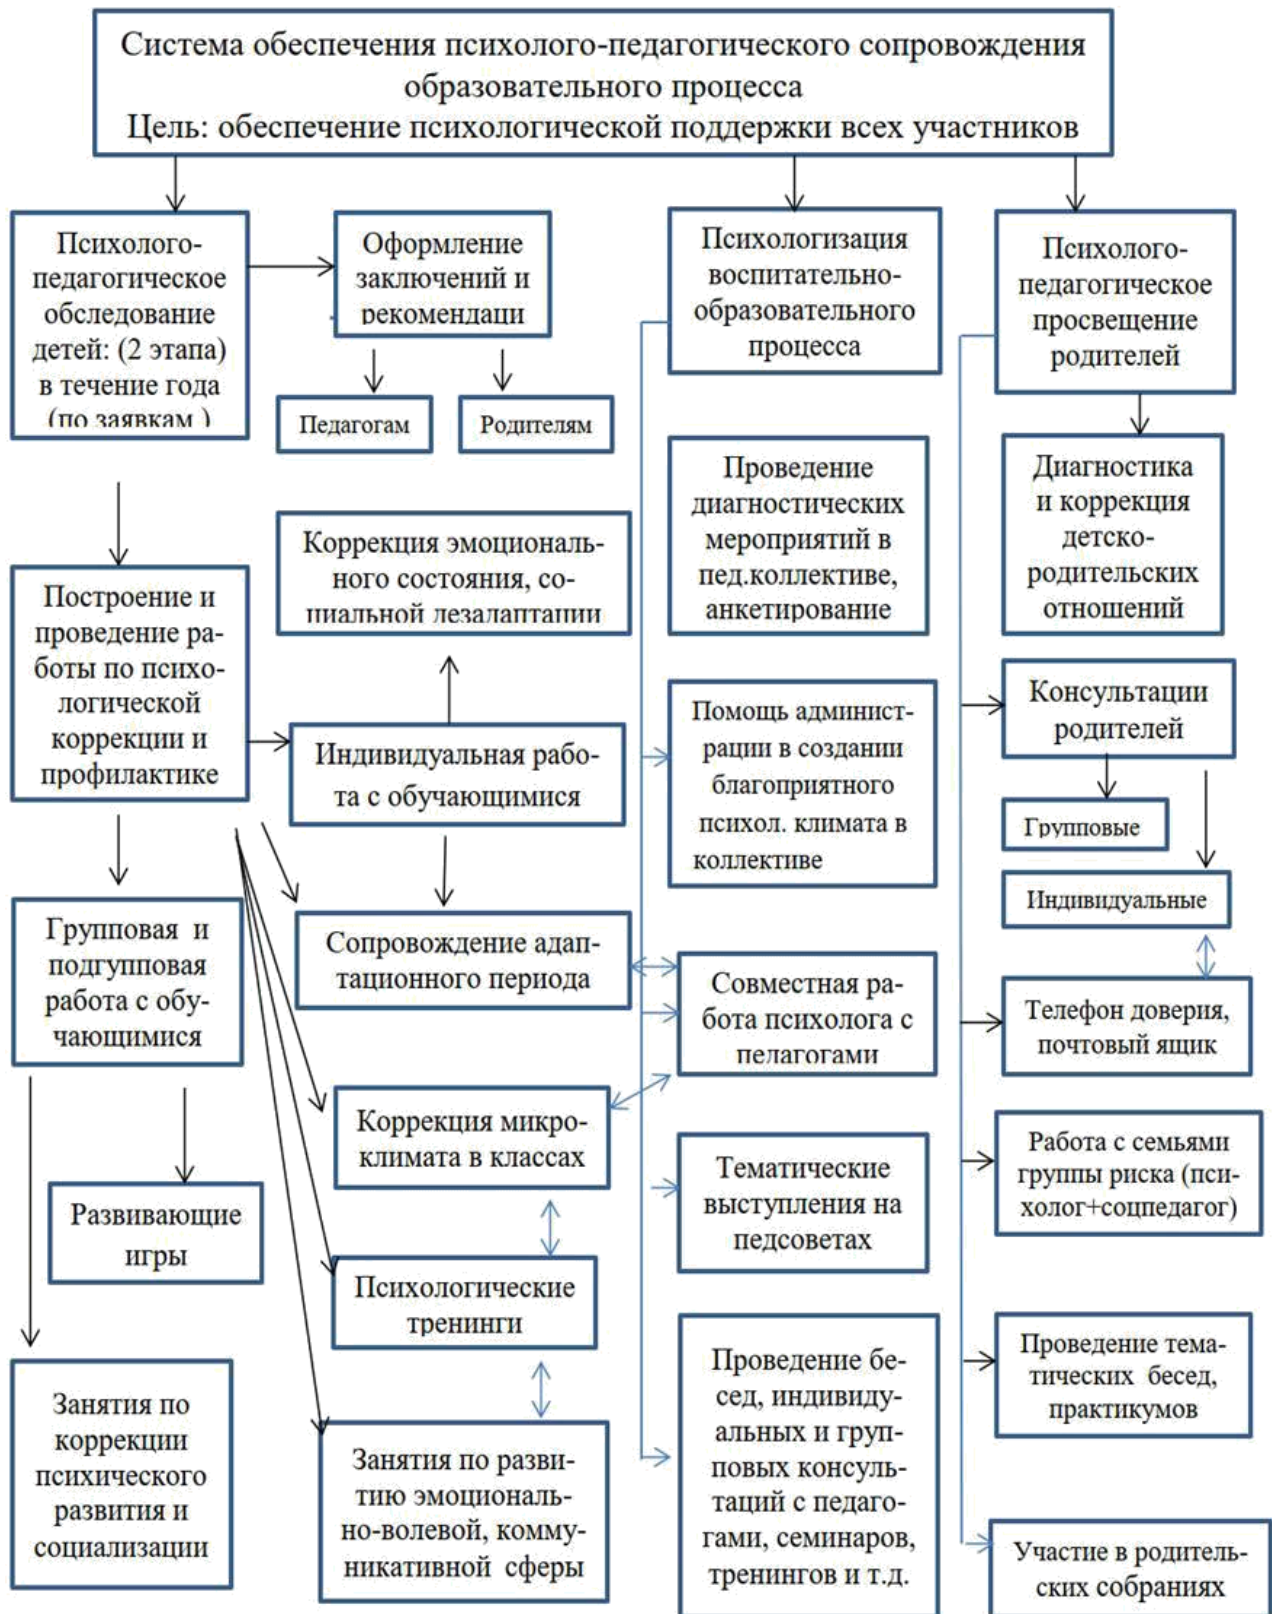 Система обеспечения психолого-педагогического сопровождения
образовательного процесса
Цель: обеспечение психологической поддержки всех участников
Психолого-
педагогическое
обследование
детей: (2 этапа)
в течение года
(по заявкам )
Оформление
заключений и
рекомендаци
Педагогам
Родителям
Психологизация
воспитательно-
образовательного
процесса
Психолого-
педагогическое
просвещение
родителей
Коррекция эмоциональ-
ного состояния, со-
циальной дезадаптации
Проведение
диагностических
мероприятий в
пед.коллективе,
анкетирование
Диагностика
и коррекция
детско-
родительских
отношений
Построение и
проведение ра-
боты по психо-
логической
коррекции и
профилактике
Индивидуальная рабо-
та с обучающимися
Помощь админист-
рации в создании
благоприятного
психол. климата в
коллективе
Консультации
родителей
Групповые
Индивидуальные
Групповая и
подгупповая
работа с обу-
чающимися
Сопровождение адап-
тационного периода
Совместная ра-
бота психолога с
педагогами
Телефон доверия,
почтовый ящик
Коррекция микро-
климата в классах
Тематические
выступления на
педсоветах
Работа с семьями
группы риска (пси-
холог+соцпедагог)
Развивающие
игры
Психологические
тренинги
Проведение бе-
сед, индивиду-
альных и груп-
повых консуль-
таций с педаго-
гами, семинаров,
тренингов и т.д.
Проведение тема-
тических бесед,
практикумов
Занятия по
коррекции
психического
развития и
социализации
Занятия по разви-
тию эмоциональ-
но-волевой, комму-
никативной сферы
Участие в родитель-
ских собраниях